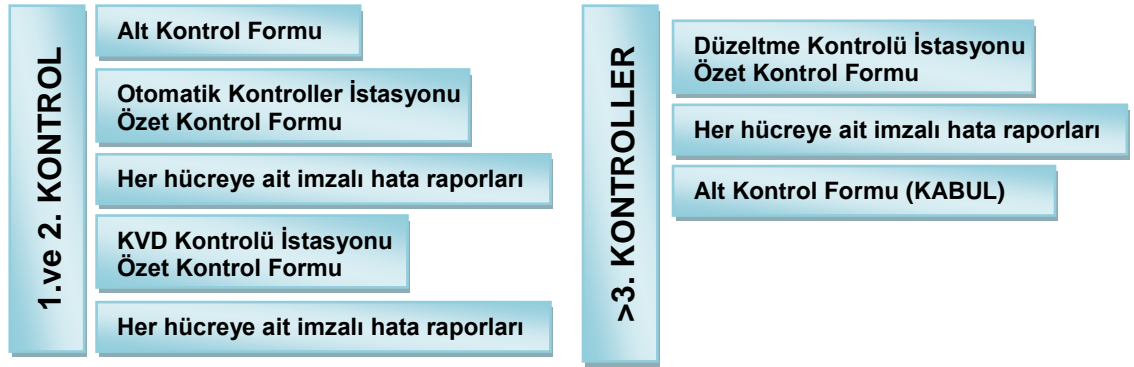 1.ve 2. KONTROL
Alt Kontrol Formu
Otomatik Kontroller İstasyonu
Özet Kontrol Formu
Her hücreye ait imzalı hata raporları
KVD Kontrolü İstasyonu
Özet Kontrol Formu
Her hücreye ait imzalı hata raporları
>3. KONTROLLER
Düzeltme Kontrolü İstasyonu
Özet Kontrol Formu
Her hücreye ait imzalı hata raporları
Alt Kontrol Formu (KABUL)